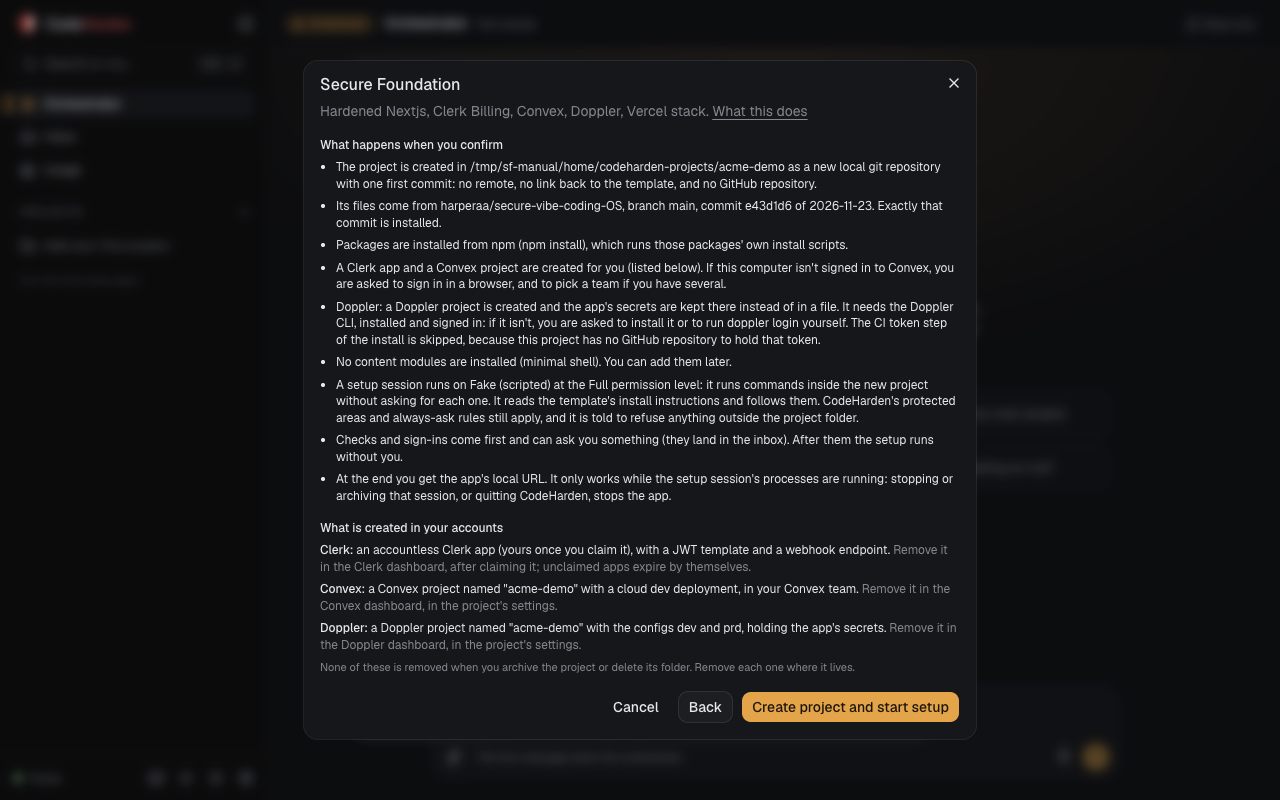 Secure Foundation
Hardened Nextjs, Clerk Billing, Convex, Doppler, Vercel stack. What this does
What happens when you confirm
• The project is created in /tmp/sf-manual/home/codeharden-projects/acme-demo as a new local git repository
with one first commit: no remote, no link back to the template, and no GitHub repository.
• Its files come from harperaa/secure-vibe-coding-OS, branch main, commit e43d1d6 of 2026-11-23. Exactly that
commit is installed.
• Packages are installed from npm (npm install), which runs those packages' own install scripts.
• A Clerk app and a Convex project are created for you (listed below). If this computer isn't signed in to Convex, you
are asked to sign in in a browser, and to pick a team if you have several.
• Doppler: a Doppler project is created and the app's secrets are kept there instead of in a file. It needs the Doppler
CLI, installed and signed in: if it isn't, you are asked to install it or to run doppler login yourself. The CI token step
of the install is skipped, because this project has no GitHub repository to hold that token.
• No content modules are installed (minimal shell). You can add them later.
• A setup session runs on Fake (scripted) at the Full permission level: it runs commands inside the new project
without asking for each one. It reads the template's install instructions and follows them. CodeHarden's protected
areas and always-ask rules still apply, and it is told to refuse anything outside the project folder.
• Checks and sign-ins come first and can ask you something (they land in the inbox). After them the setup runs
without you.
• At the end you get the app's local URL. It only works while the setup session's processes are running: stopping or
archiving that session, or quitting CodeHarden, stops the app.
What is created in your accounts
Clerk: an accountless Clerk app (yours once you claim it), with a JWT template and a webhook endpoint. Remove it
in the Clerk dashboard, after claiming it; unclaimed apps expire by themselves.
Convex: a Convex project named "acme-demo" with a cloud dev deployment, in your Convex team. Remove it in the
Convex dashboard, in the project's settings.
Doppler: a Doppler project named "acme-demo" with the configs dev and prd, holding the app's secrets. Remove it in
the Doppler dashboard, in the project's settings.
None of these is removed when you archive the project or delete its folder. Remove each one where it lives.
Cancel
Back
Create project and start setup